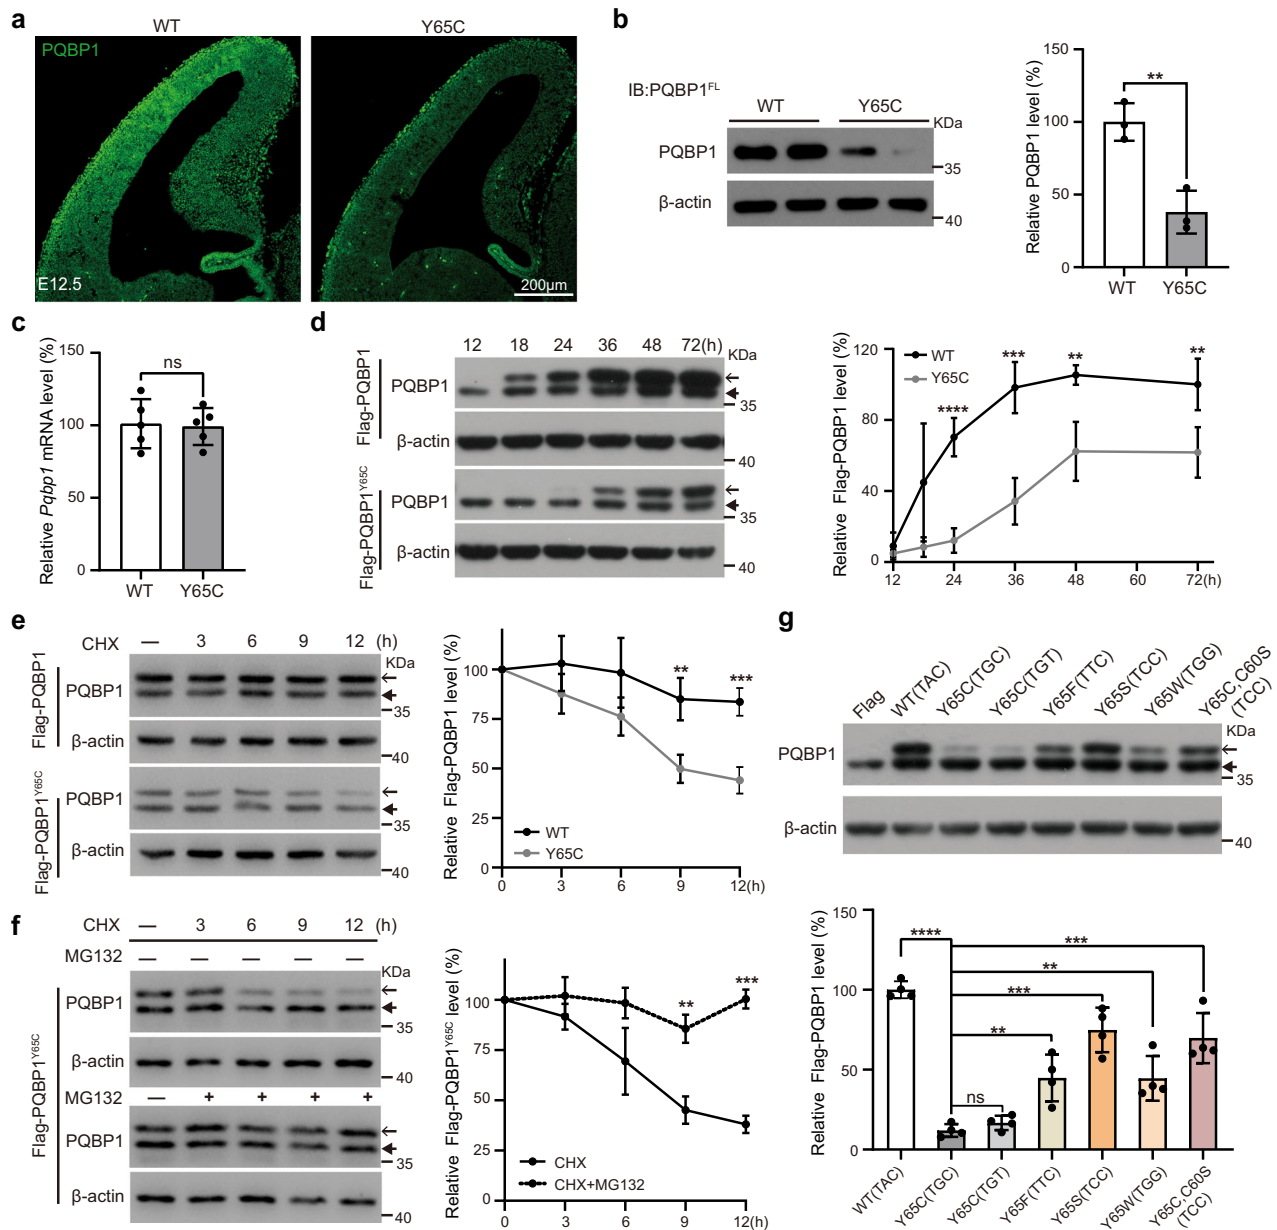 a
WT
Y65C
PQBP1
E12.5
200μm
b
IB:PQBP1FL
WT
Y65C
KDa
PQBP1
35
β-actin
40
Relative PQBP1 level (%)
150
100
50
0
**
WT
Y65C
c
Relative Pqbp1 mRNA level (%)
150
100
50
0
ns
WT
Y65C
d
12 18 24 36 48 72(h)
KDa
Flag-PQBP1
PQBP1
35
β-actin
40
Flag-PQBP1Y65C
PQBP1
35
β-actin
40
Relative Flag-PQBP1 level (%)
120
80
40
0
WT
Y65C
**** *** ** **
12 24 36 48 60 72(h)
e
CHX — 3 6 9 12 (h)
KDa
Flag-PQBP1
PQBP1
35
β-actin
40
Flag-PQBP1Y65C
PQBP1
35
β-actin
40
Relative Flag-PQBP1 level (%)
100
75
50
25
0
** ***
WT
Y65C
0 3 6 9 12(h)
f
CHX — 3 6 9 12 (h)
MG132 — — — — —
KDa
Flag-PQBP1Y65C
PQBP1
35
β-actin
40
MG132 — + + + +
PQBP1
35
β-actin
40
Relative Flag-PQBP1Y65C level (%)
100
75
50
25
0
** ***
CHX
CHX+MG132
0 3 6 9 12(h)
g
Flag
WT(TAC)
Y65C(TGC)
Y65C(TGT)
Y65F(TTC)
Y65S(TCC)
Y65W(TGG)
Y65C,C60S
(TCC)
KDa
PQBP1
35
β-actin
40
Relative Flag-PQBP1 level (%)
150
100
50
0
****
***
**
***
**
ns
WT(TAC)
Y65C(TGC)
Y65C(TGT)
Y65F(TTC)
Y65S(TCC)
Y65W(TGG)
Y65C,C60S
(TCC)